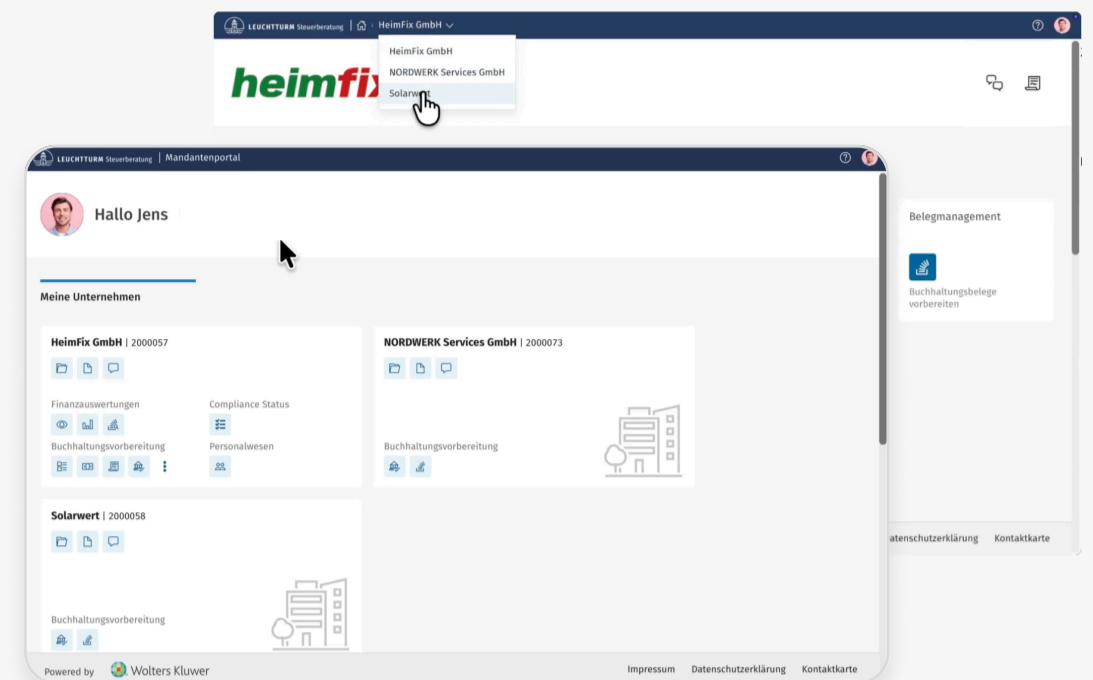 LEUCHTTURM Steuerberatung | HeimFix GmbH
HeimFix GmbH
NORDWERK Services GmbH
heimfix
LEUCHTTURM Steuerberatung | Mandantenportal
Hallo Jens
Belegmanagement
Buchhaltungsbelege
vorbereiten
Meine Unternehmen
HeimFix GmbH | 2000057
NORDWERK Services GmbH | 2000073
Finanzauswertungen
Compliance Status
Buchhaltungsvorbereitung
Personalwesen
Buchhaltungsvorbereitung
Solarwert | 2000058
Buchhaltungsvorbereitung
Kontaktkarte
Powered by Wolters Kluwer
Impressum Datenschutzerklärung Kontaktkarte